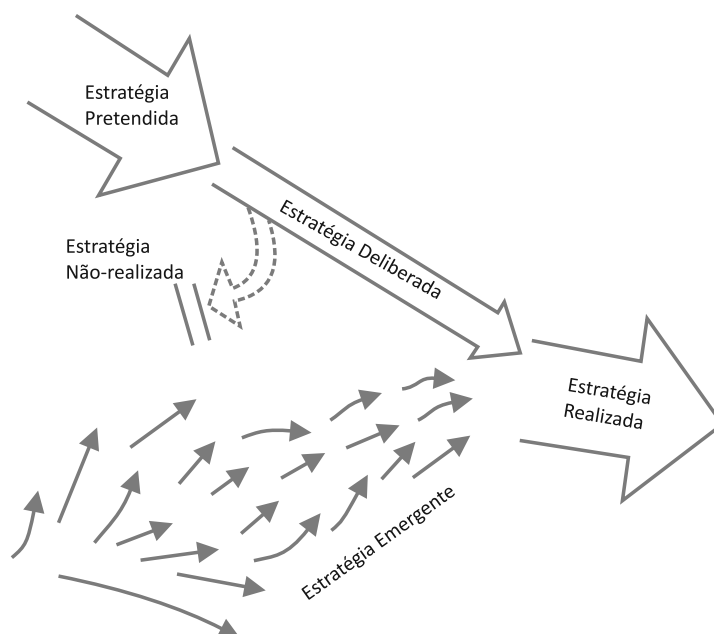 Estratégia
Pretendida
Estratégia Deliberada
Estratégia
Não-realizada
Estratégia
Realizada
Estratégia Emergente